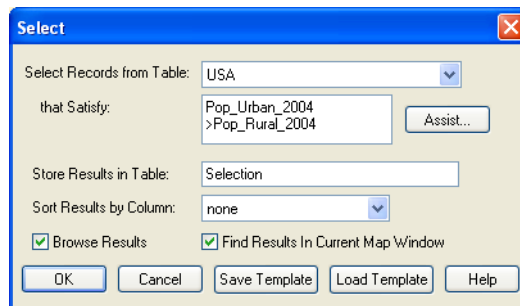 Select
Select Records from Table: USA
that Satisfy: Pop_Urban_2004
>Pop_Rural_2004
Assist...
Store Results in Table: Selection
Sort Results by Column: none
Browse Results Find Results In Current Map Window
OK Cancel Save Template Load Template Help